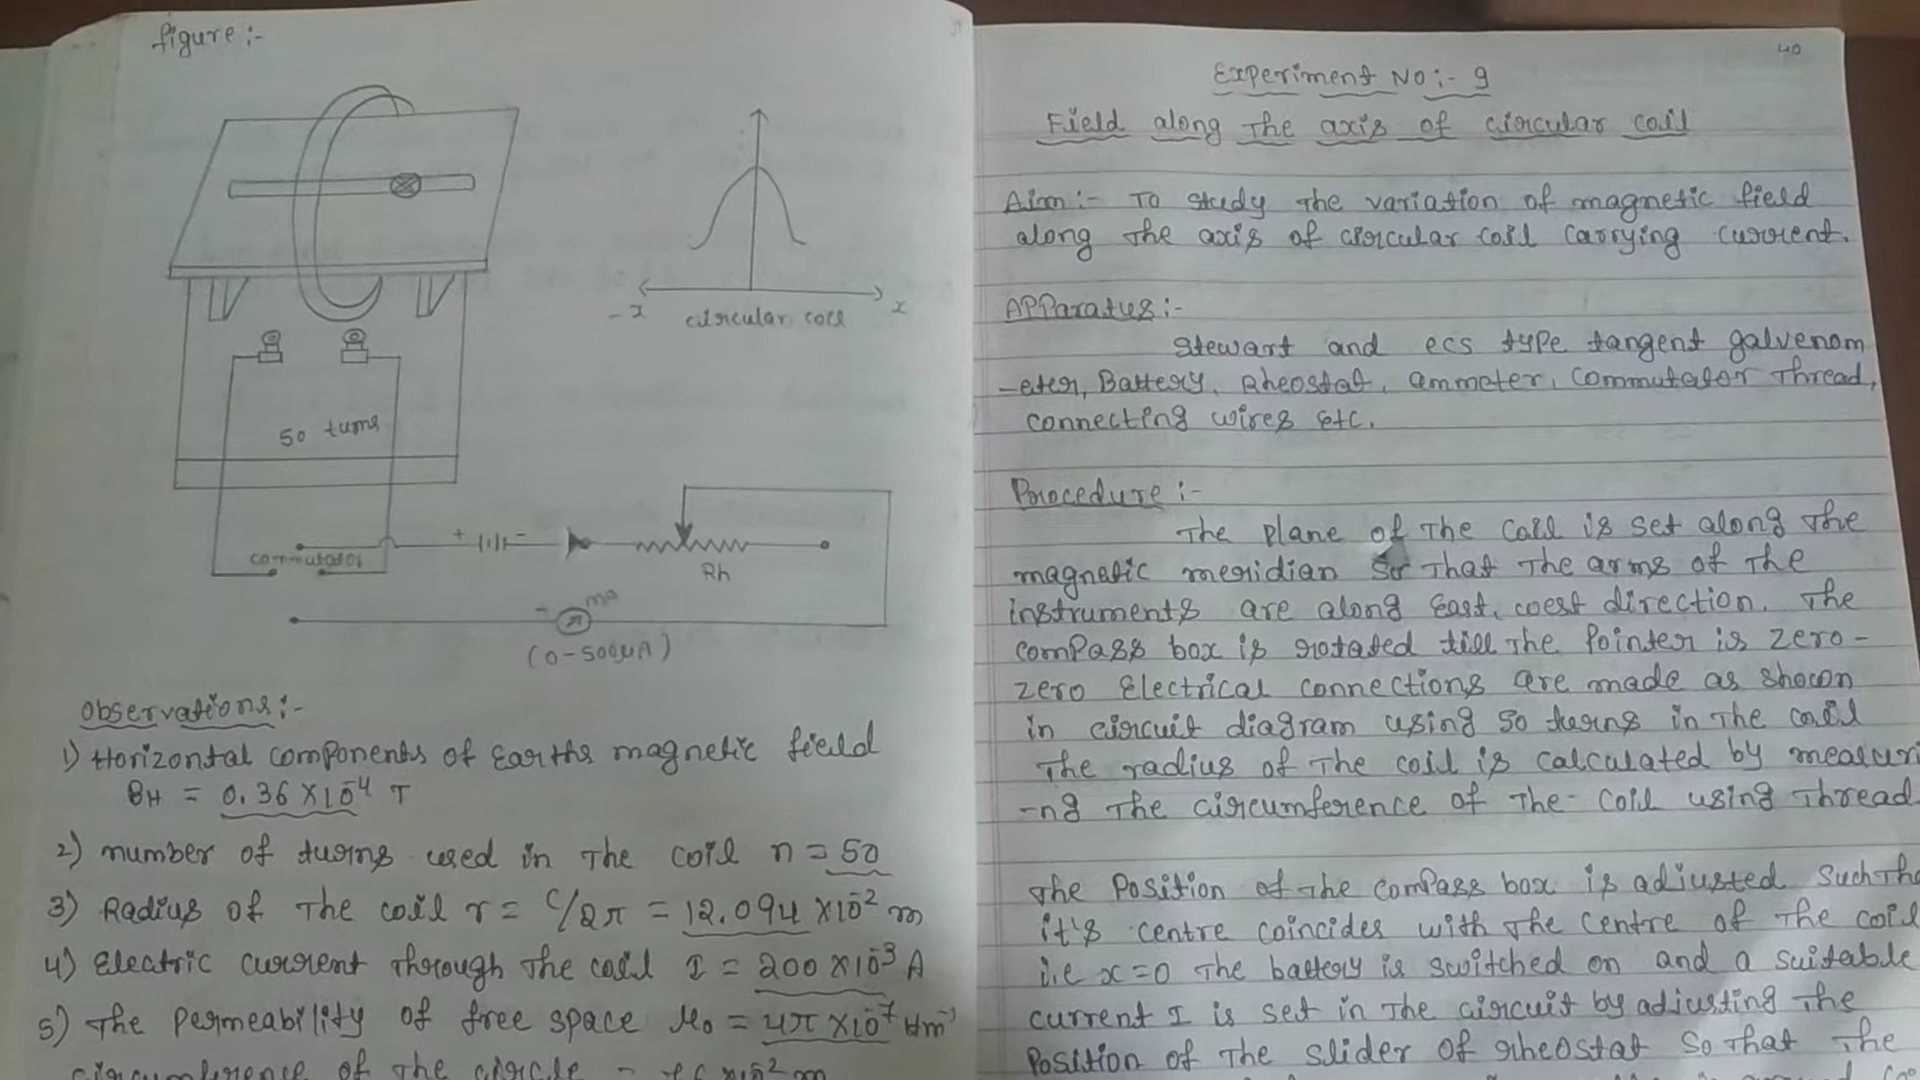 figure:-
-x
x
circular coil
50 turns
commutator
+
-
Rh
+
mA
(0-500μA)
Observations:-
1) Horizontal components of Earths magnetic field
BH = 0.36 X10⁻⁴ T
2) number of turns used in The coil n = 50
3) Radius of The coil r = C/2π = 12.094 X10⁻² m
4) Electric current Through The coil I = 200 X10⁻³ A
5) The permeability of free space μ₀ = 4π X10⁻⁷ Hm⁻¹
circumference of The circle
40
Experiment No:- 9
Field along The axis of circular coil
Aim:- To study The variation of magnetic field
along The axis of circular coil carrying current.
Apparatus:-
Stewart and ecs type tangent galvenom
-eter, Battery, Rheostat, ammeter, commutator Thread,
connecting wires etc.
Procedure:-
The plane of The coil is set along The
magnetic meridian so That The arms of The
instruments are along East, west direction. The
compass box is rotated till The pointer is zero-
zero Electrical connections are made as shown
in circuit diagram using 50 turns in The coil
The radius of The coil is calculated by measuri
-ng The circumference of The coil using Thread
The Position of The compass box is adjusted Such Th
it's centre coincides with The centre of The coil
i.e x=0 The battery is switched on and a suitable
current I is set in The circuit by adjusting The
Position of The slider of rheostat So That The